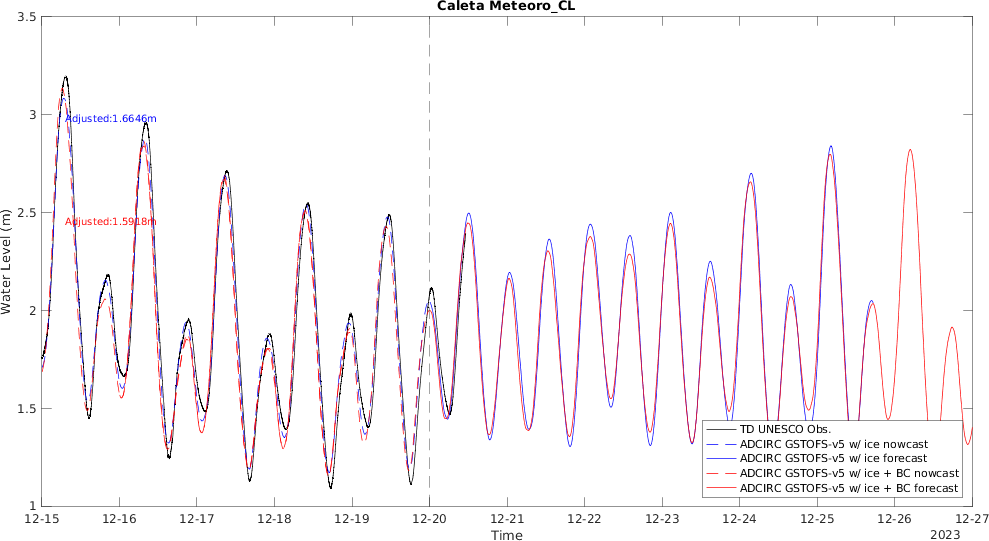 Caleta Meteoro_CL
3.5
3
2.5
2
1.5
1
Water Level (m)
Adjusted:1.6646m
Adjusted:1.5918m
TD UNESCO Obs.
ADCIRC GSTOFS-v5 w/ ice nowcast
ADCIRC GSTOFS-v5 w/ ice forecast
ADCIRC GSTOFS-v5 w/ ice + BC nowcast
ADCIRC GSTOFS-v5 w/ ice + BC forecast
12-15 12-16 12-17 12-18 12-19 12-20 12-21 12-22 12-23 12-24 12-25 12-26 12-27
Time
2023